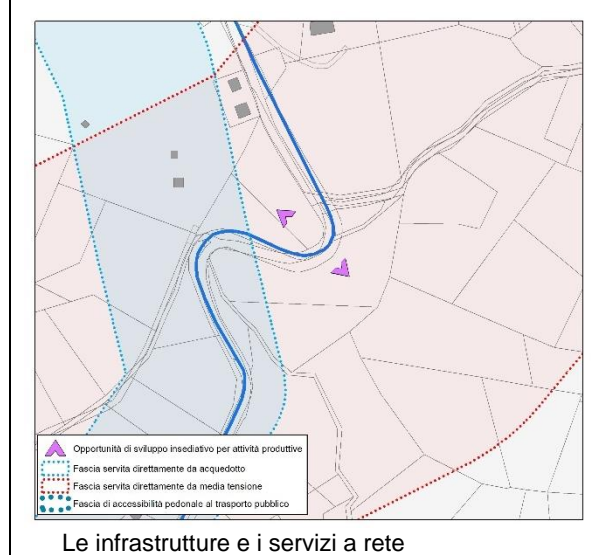 Opportunità di sviluppo insediativo per attività produttive
Fascia servita direttamente da acquedotto
Fascia servita direttamente da media tensione
Fascia di accessibilità pedonale al trasporto pubblico
Le infrastrutture e i servizi a rete